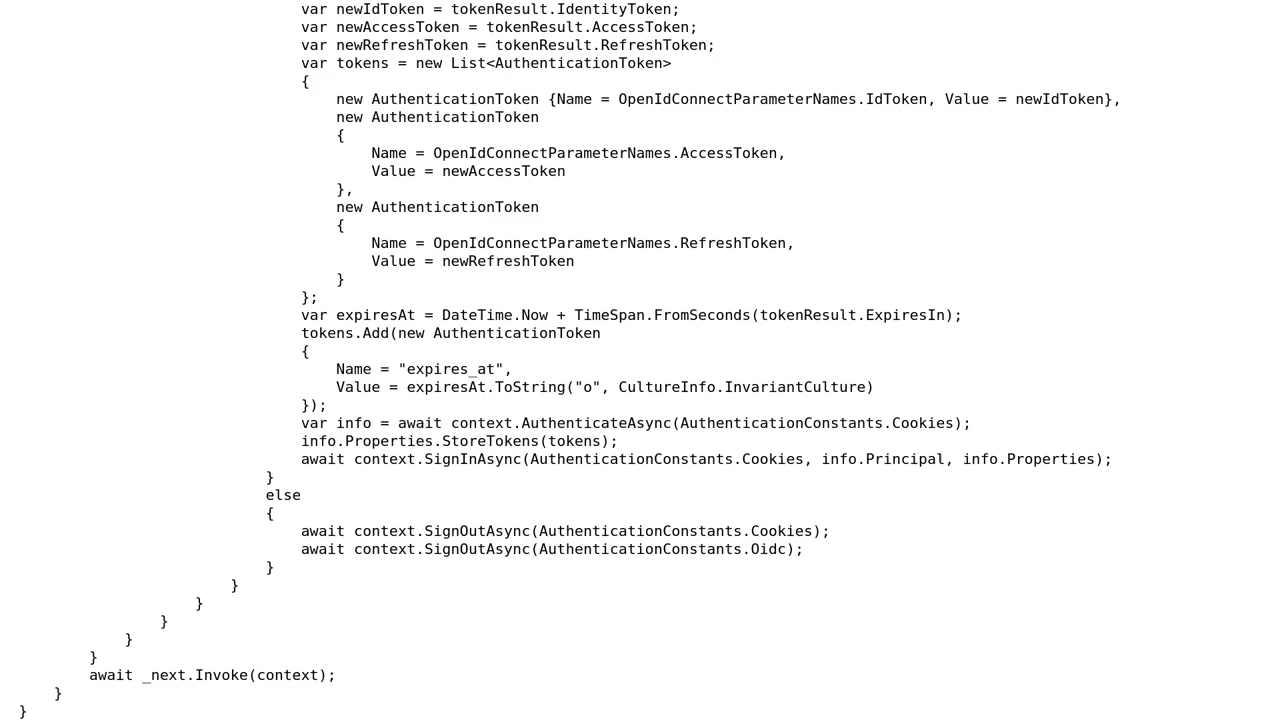 var newIdToken = tokenResult.IdentityToken;
var newAccessToken = tokenResult.AccessToken;
var newRefreshToken = tokenResult.RefreshToken;
var tokens = new List<AuthenticationToken>
{
new AuthenticationToken {Name = OpenIdConnectParameterNames.IdToken, Value = newIdToken},
new AuthenticationToken
{
Name = OpenIdConnectParameterNames.AccessToken,
Value = newAccessToken
},
new AuthenticationToken
{
Name = OpenIdConnectParameterNames.RefreshToken,
Value = newRefreshToken
}
};
var expiresAt = DateTime.Now + TimeSpan.FromSeconds(tokenResult.ExpiresIn);
tokens.Add(new AuthenticationToken
{
Name = "expires_at",
Value = expiresAt.ToString("o", CultureInfo.InvariantCulture)
});
var info = await context.AuthenticateAsync(AuthenticationConstants.Cookies);
info.Properties.StoreTokens(tokens);
await context.SignInAsync(AuthenticationConstants.Cookies, info.Principal, info.Properties);
}
else
{
await context.SignOutAsync(AuthenticationConstants.Cookies);
await context.SignOutAsync(AuthenticationConstants.Oidc);
}
}
}
}
}
}
await _next.Invoke(context);
}
}